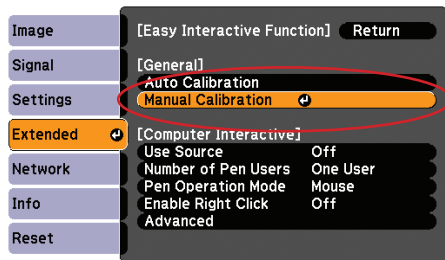 Image
Signal
Settings
Extended
Network
Info
Reset
[Easy Interactive Function] Return
[General]
Auto Calibration
Manual Calibration
[Computer Interactive]
Use Source Off
Number of Pen Users One User
Pen Operation Mode Mouse
Enable Right Click Off
Advanced